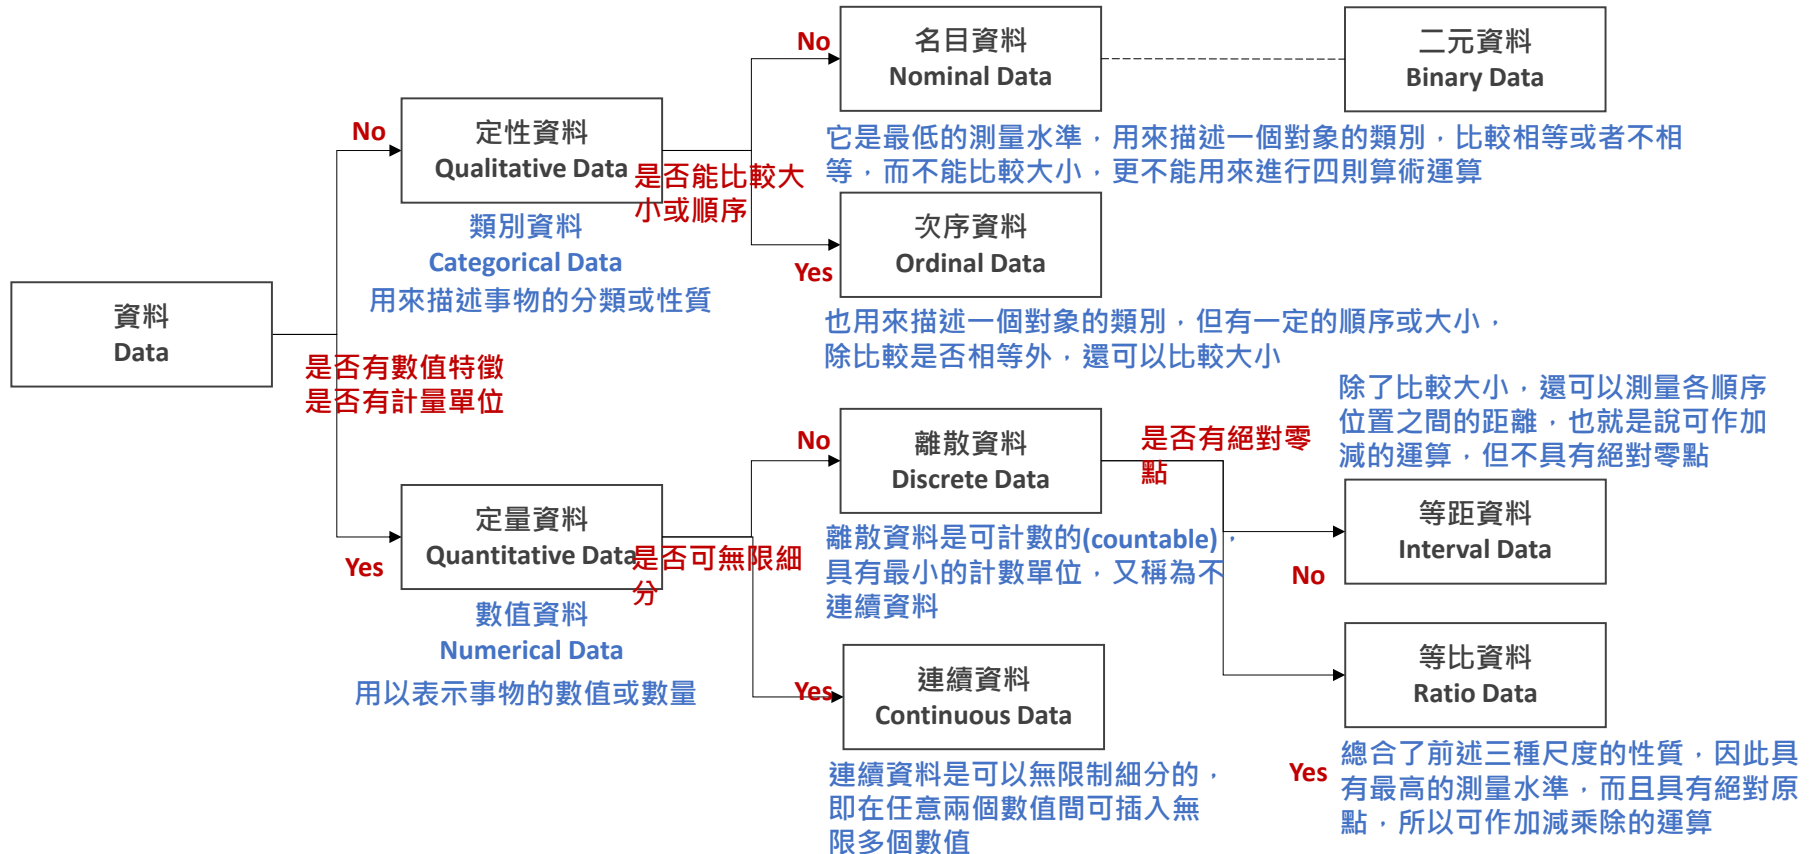 資料
Data
是否有數值特徵
是否有計量單位
No
定性資料
Qualitative Data
類別資料
Categorical Data
用來描述事物的分類或性質
是否能比較大
小或順序
No
名目資料
Nominal Data
二元資料
Binary Data
它是最低的測量水準，用來描述一個對象的類別，比較相等或者不相
等，而不能比較大小，更不能用來進行四則算術運算
Yes
次序資料
Ordinal Data
也用來描述一個對象的類別，但有一定的順序或大小，
除比較是否相等外，還可以比較大小
Yes
定量資料
Quantitative Data
數值資料
Numerical Data
用以表示事物的數值或數量
是否可無限細
分
No
離散資料
Discrete Data
離散資料是可計數的(countable)，
具有最小的計數單位，又稱為不
連續資料
Yes
連續資料
Continuous Data
連續資料是可以無限制細分的，
即在任意兩個數值間可插入無
限多個數值
是否有絕對零
點
除了比較大小，還可以測量各順序
位置之間的距離，也就是說可作加
減的運算，但不具有絕對零點
等距資料
Interval Data
No
等比資料
Ratio Data
Yes
總合了前述三種尺度的性質，因此具
有最高的測量水準，而且具有絕對原
點，所以可作加減乘除的運算